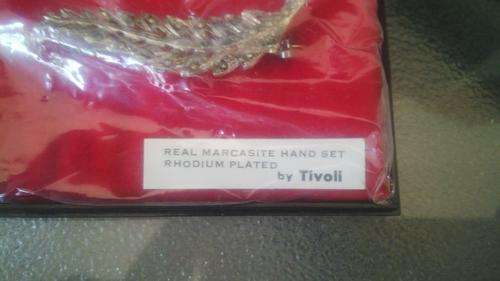 REAL MARCASITE HAND SET
RHODIUM PLATED
by Tivoli